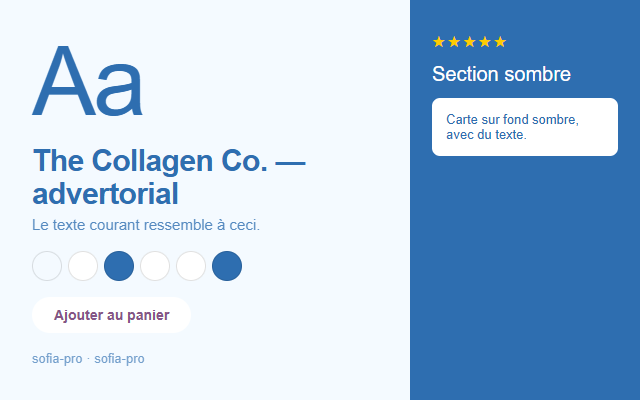 Aa
The Collagen Co. —
advertorial
Le texte courant ressemble à ceci.
Ajouter au panier
sofia-pro · sofia-pro
Section sombre
Carte sur fond sombre,
avec du texte.